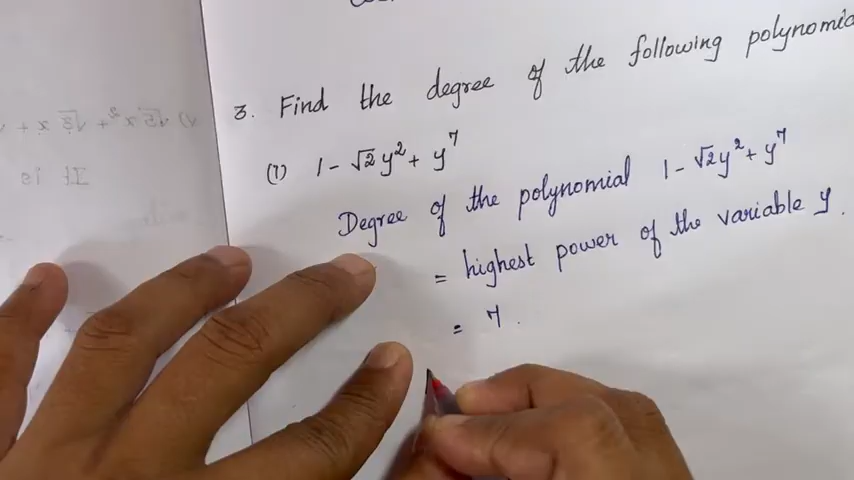 3. Find the degree of the following
(i) 1 - √2y² + y⁷
Degree of the polynomial 1 - √2y² + y⁷
= highest power of the variable y.
= 7.